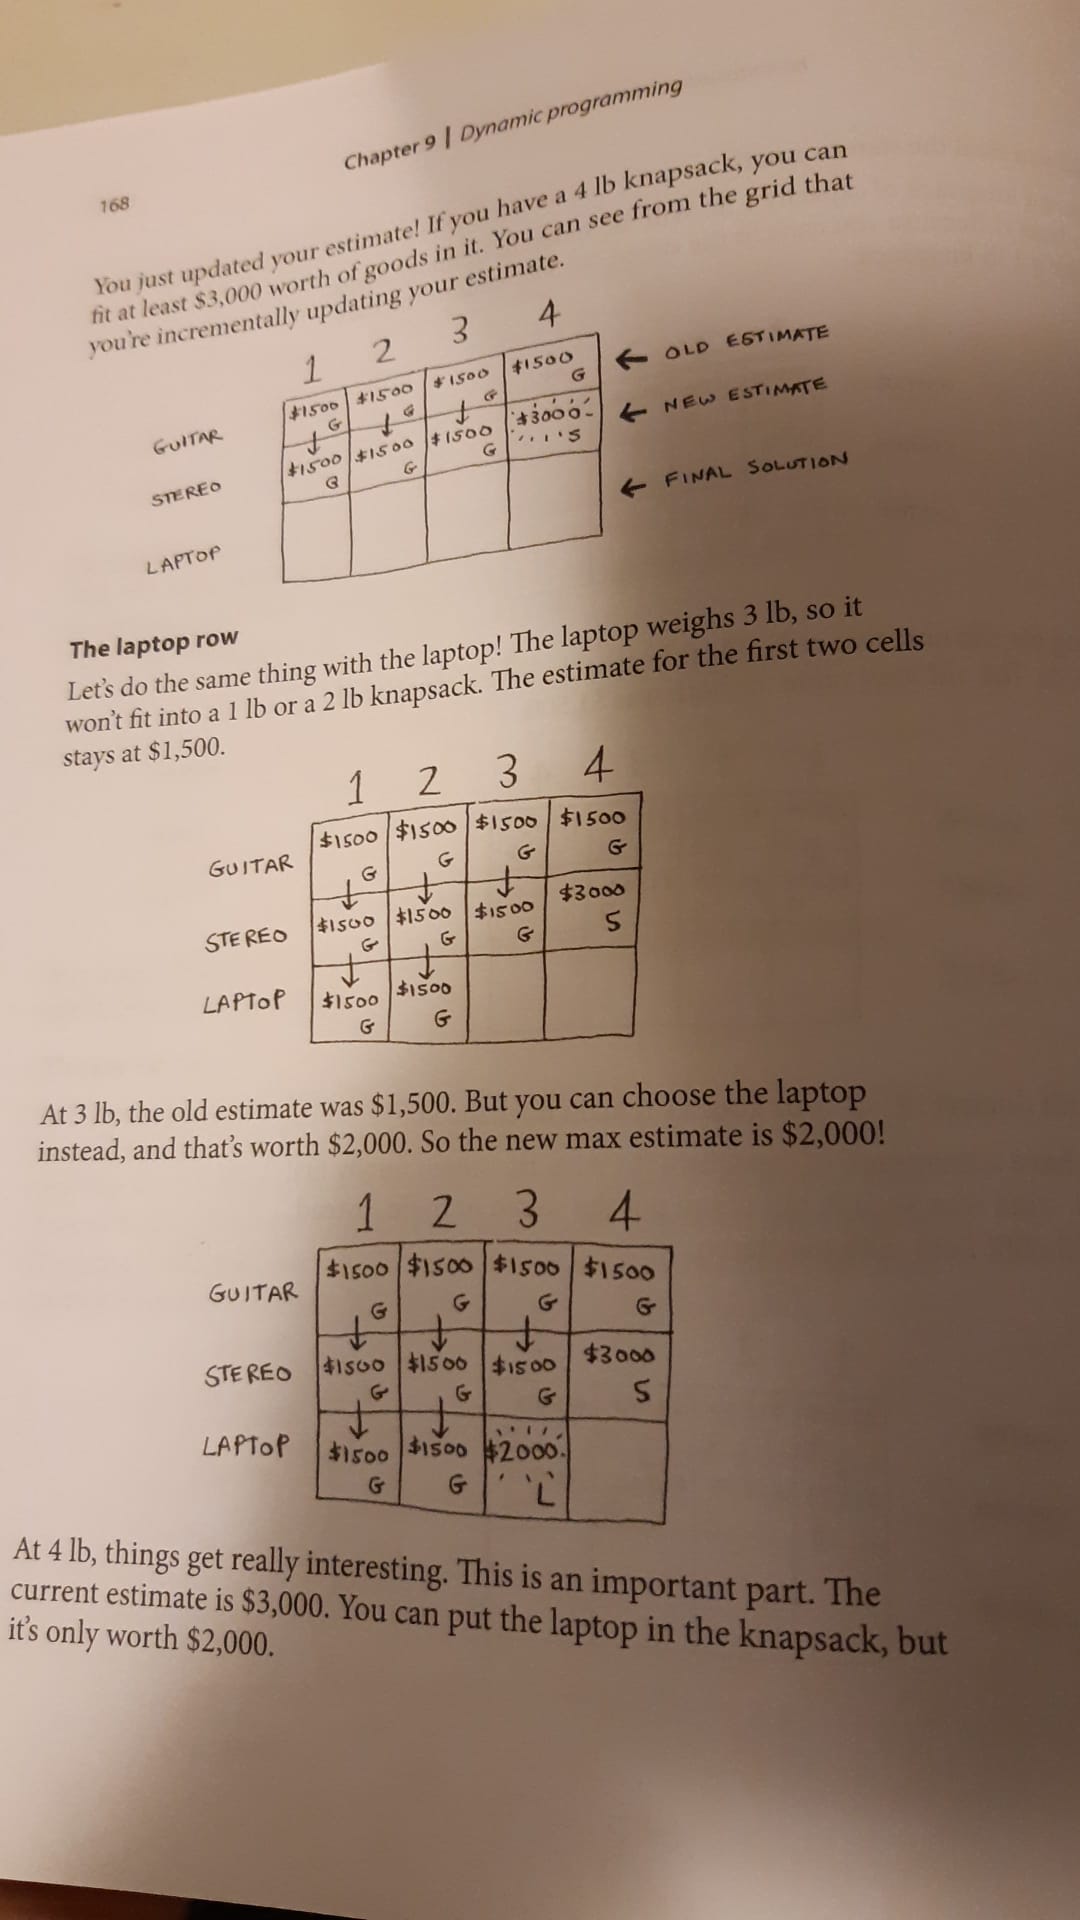 168
Chapter 9 | Dynamic programming
You just updated your estimate! If you have a 4 lb knapsack, you can
fit at least $3,000 worth of goods in it. You can see from the grid that
you're incrementally updating your estimate.
1 2 3 4
GUITAR $1500 G $1500 G $1500 G $1500 G ← OLD ESTIMATE
STEREO $1500 G $1500 G $1500 G $3000 S ← NEW ESTIMATE
LAPTOP ← FINAL SOLUTION
The laptop row
Let's do the same thing with the laptop! The laptop weighs 3 lb, so it
won't fit into a 1 lb or a 2 lb knapsack. The estimate for the first two cells
stays at $1,500.
1 2 3 4
GUITAR $1500 G $1500 G $1500 G $1500 G
STEREO $1500 G $1500 G $1500 G $3000 S
LAPTOP $1500 G $1500 G
At 3 lb, the old estimate was $1,500. But you can choose the laptop
instead, and that's worth $2,000. So the new max estimate is $2,000!
1 2 3 4
GUITAR $1500 G $1500 G $1500 G $1500 G
STEREO $1500 G $1500 G $1500 G $3000 S
LAPTOP $1500 G $1500 G $2000 L
At 4 lb, things get really interesting. This is an important part. The
current estimate is $3,000. You can put the laptop in the knapsack, but
it's only worth $2,000.